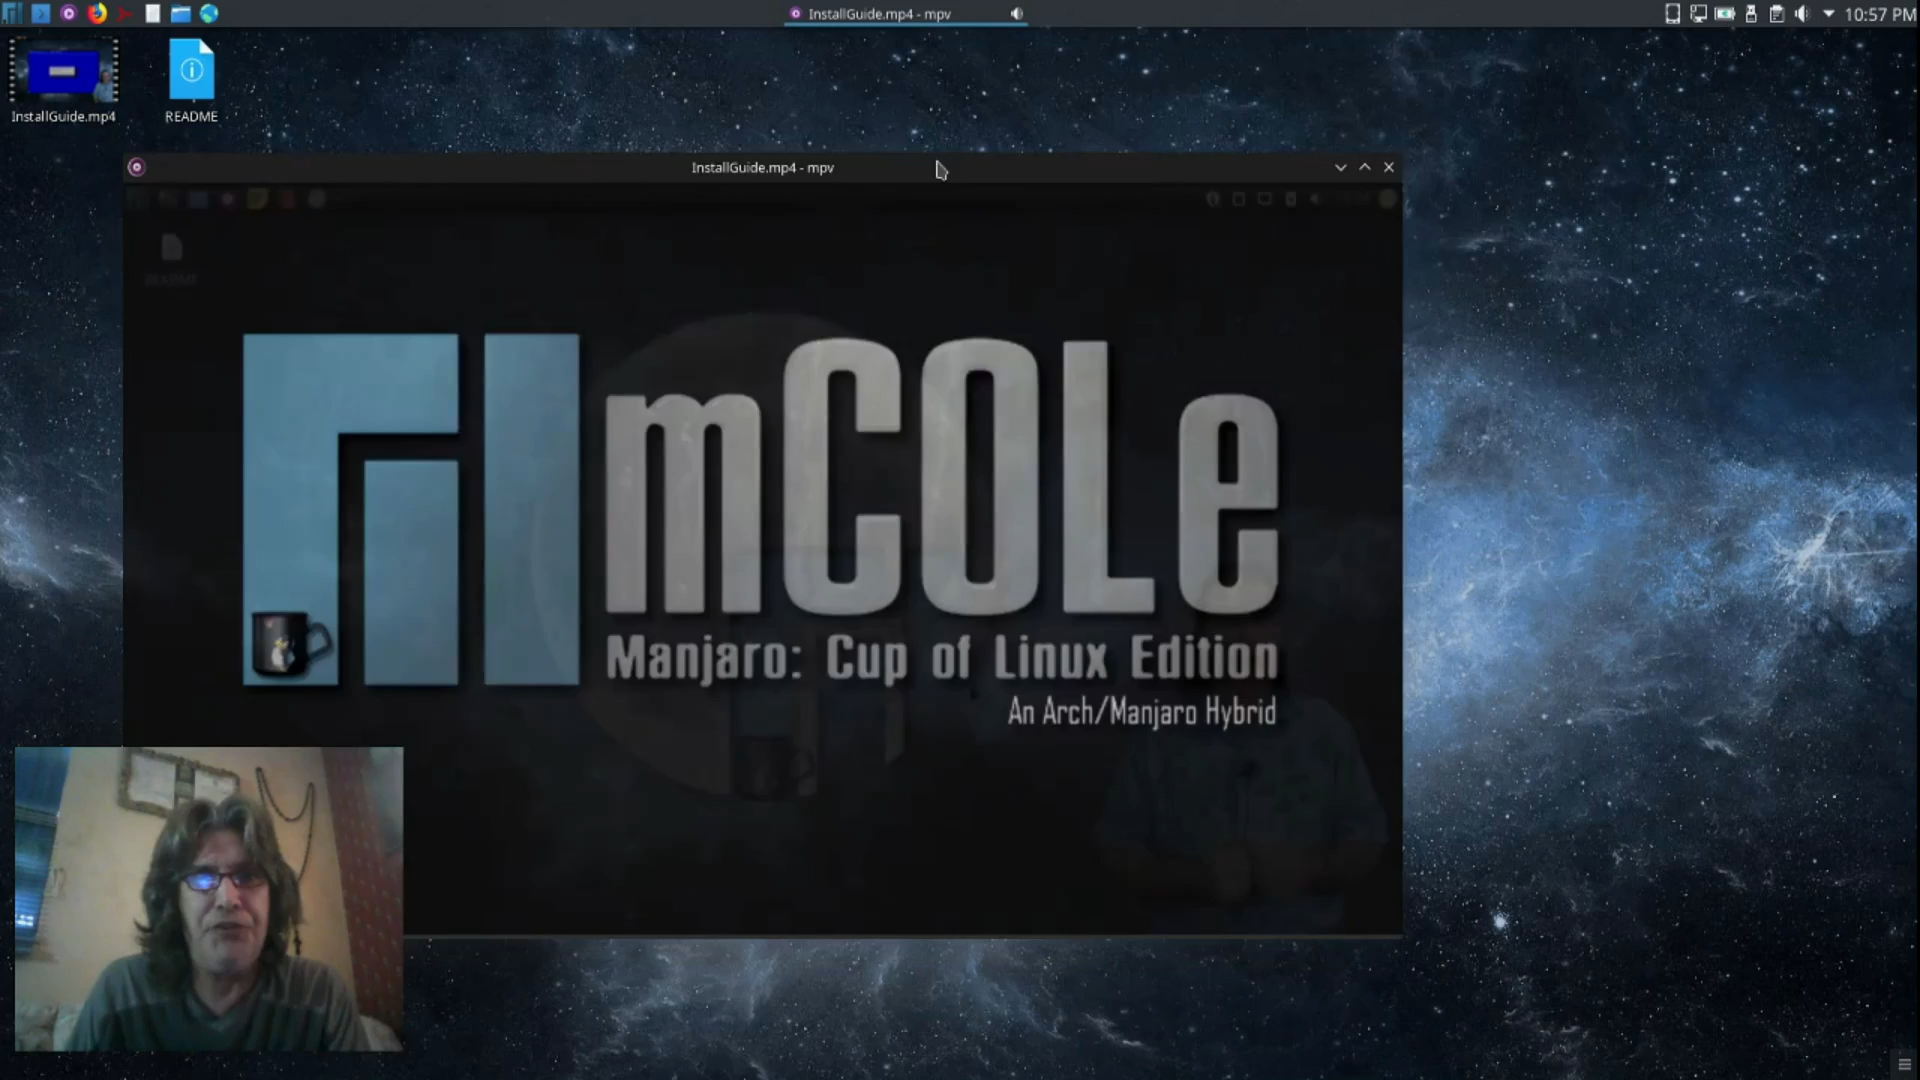 InstallGuide.mp4 - mpv
10:57 PM
InstallGuide.mp4
README
InstallGuide.mp4 - mpv
README
mCOLe
Manjaro: Cup of Linux Edition
An Arch/Manjaro Hybrid